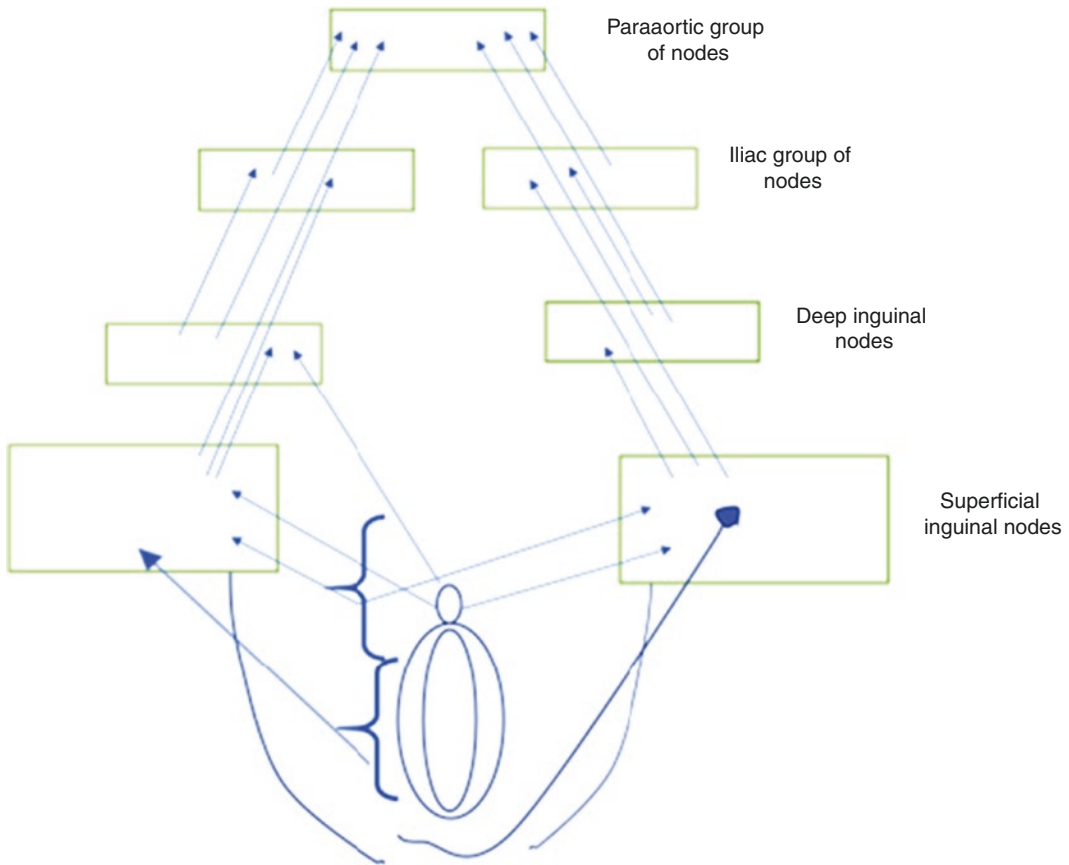 Paraaortic group
of nodes
Iliac group of
nodes
Deep inguinal
nodes
Superficial
inguinal nodes